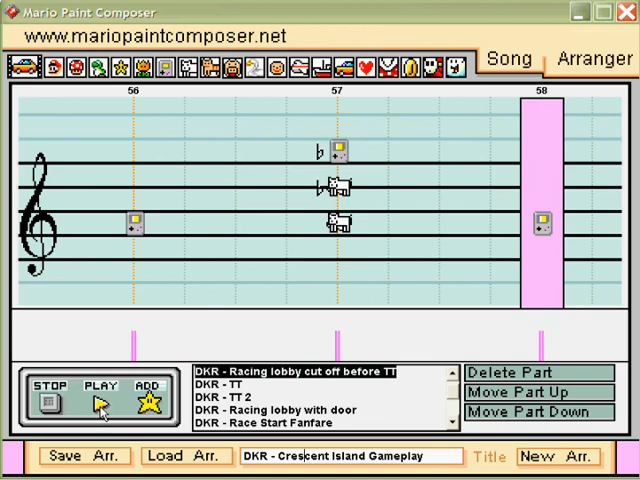 Mario Paint Composer
www.mariopaintcomposer.net
Song
Arranger
56
57
58
STOP
PLAY
ADD
DKR - Racing lobby cut off before TT
DKR - TT
DKR - TT 2
DKR - Racing lobby with door
DKR - Race Start Fanfare
Delete Part
Move Part Up
Move Part Down
Save Arr.
Load Arr.
DKR - Crescent Island Gameplay
Title
New Arr.